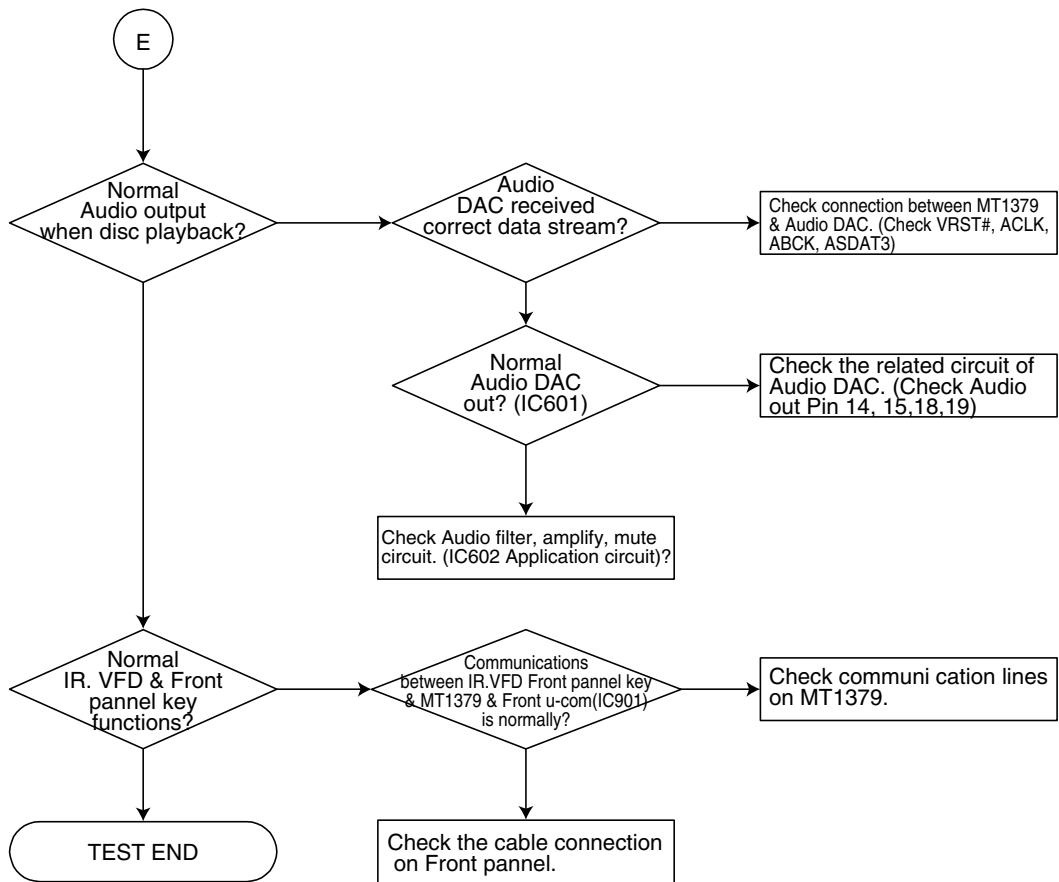 E
Normal
Audio output
when disc playback?
Audio
DAC received
correct data stream?
Check connection between MT1379
& Audio DAC. (Check VRST#, ACLK,
ABCK, ASDAT3)
Normal
Audio DAC
out? (IC601)
Check the related circuit of
Audio DAC. (Check Audio
out Pin 14, 15,18,19)
Check Audio filter, amplify, mute
circuit. (IC602 Application circuit)?
Normal
IR. VFD & Front
pannel key
functions?
Communications
between IR.VFD Front pannel key
& MT1379 & Front u-com(IC901)
is normally?
Check communi cation lines
on MT1379.
TEST END
Check the cable connection
on Front pannel.